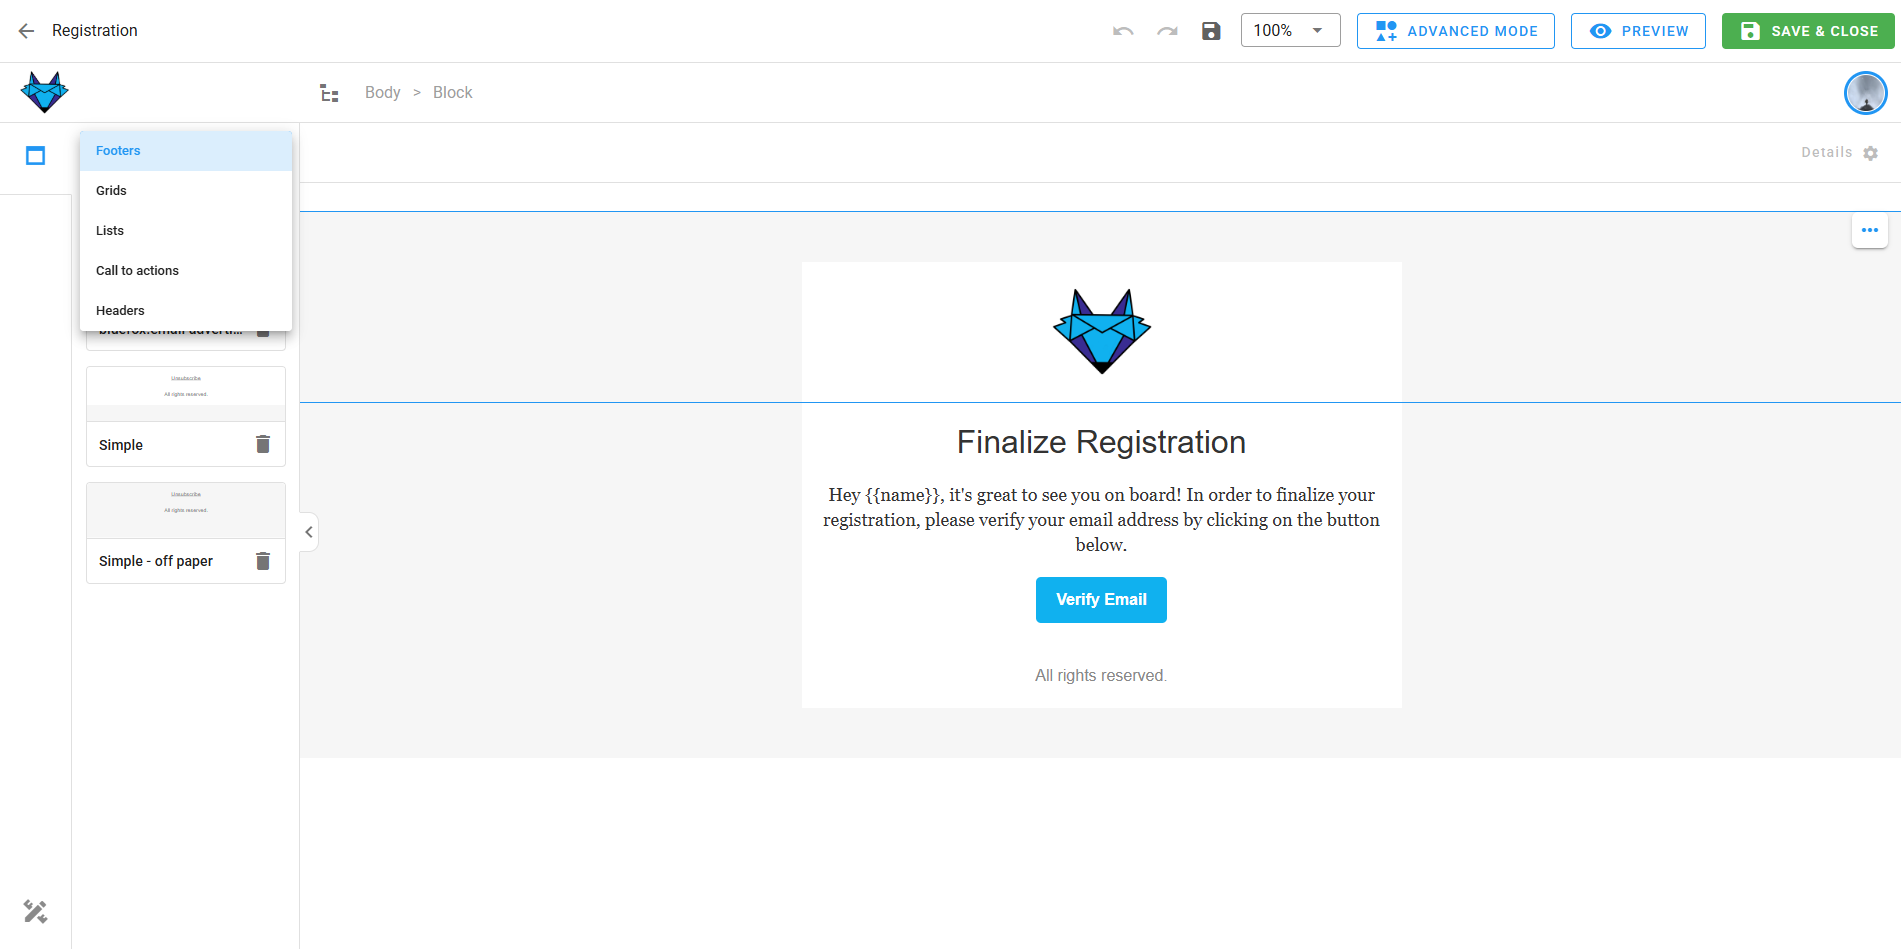 Registration
100%
ADVANCED MODE
PREVIEW
SAVE & CLOSE
Body > Block
Details
Footers
Grids
Lists
Call to actions
Headers
Unsubscribe
All rights reserved.
Simple
Unsubscribe
All rights reserved.
Simple - off paper
Finalize Registration
Hey {{name}}, it's great to see you on board! In order to finalize your
registration, please verify your email address by clicking on the button
below.
Verify Email
All rights reserved.